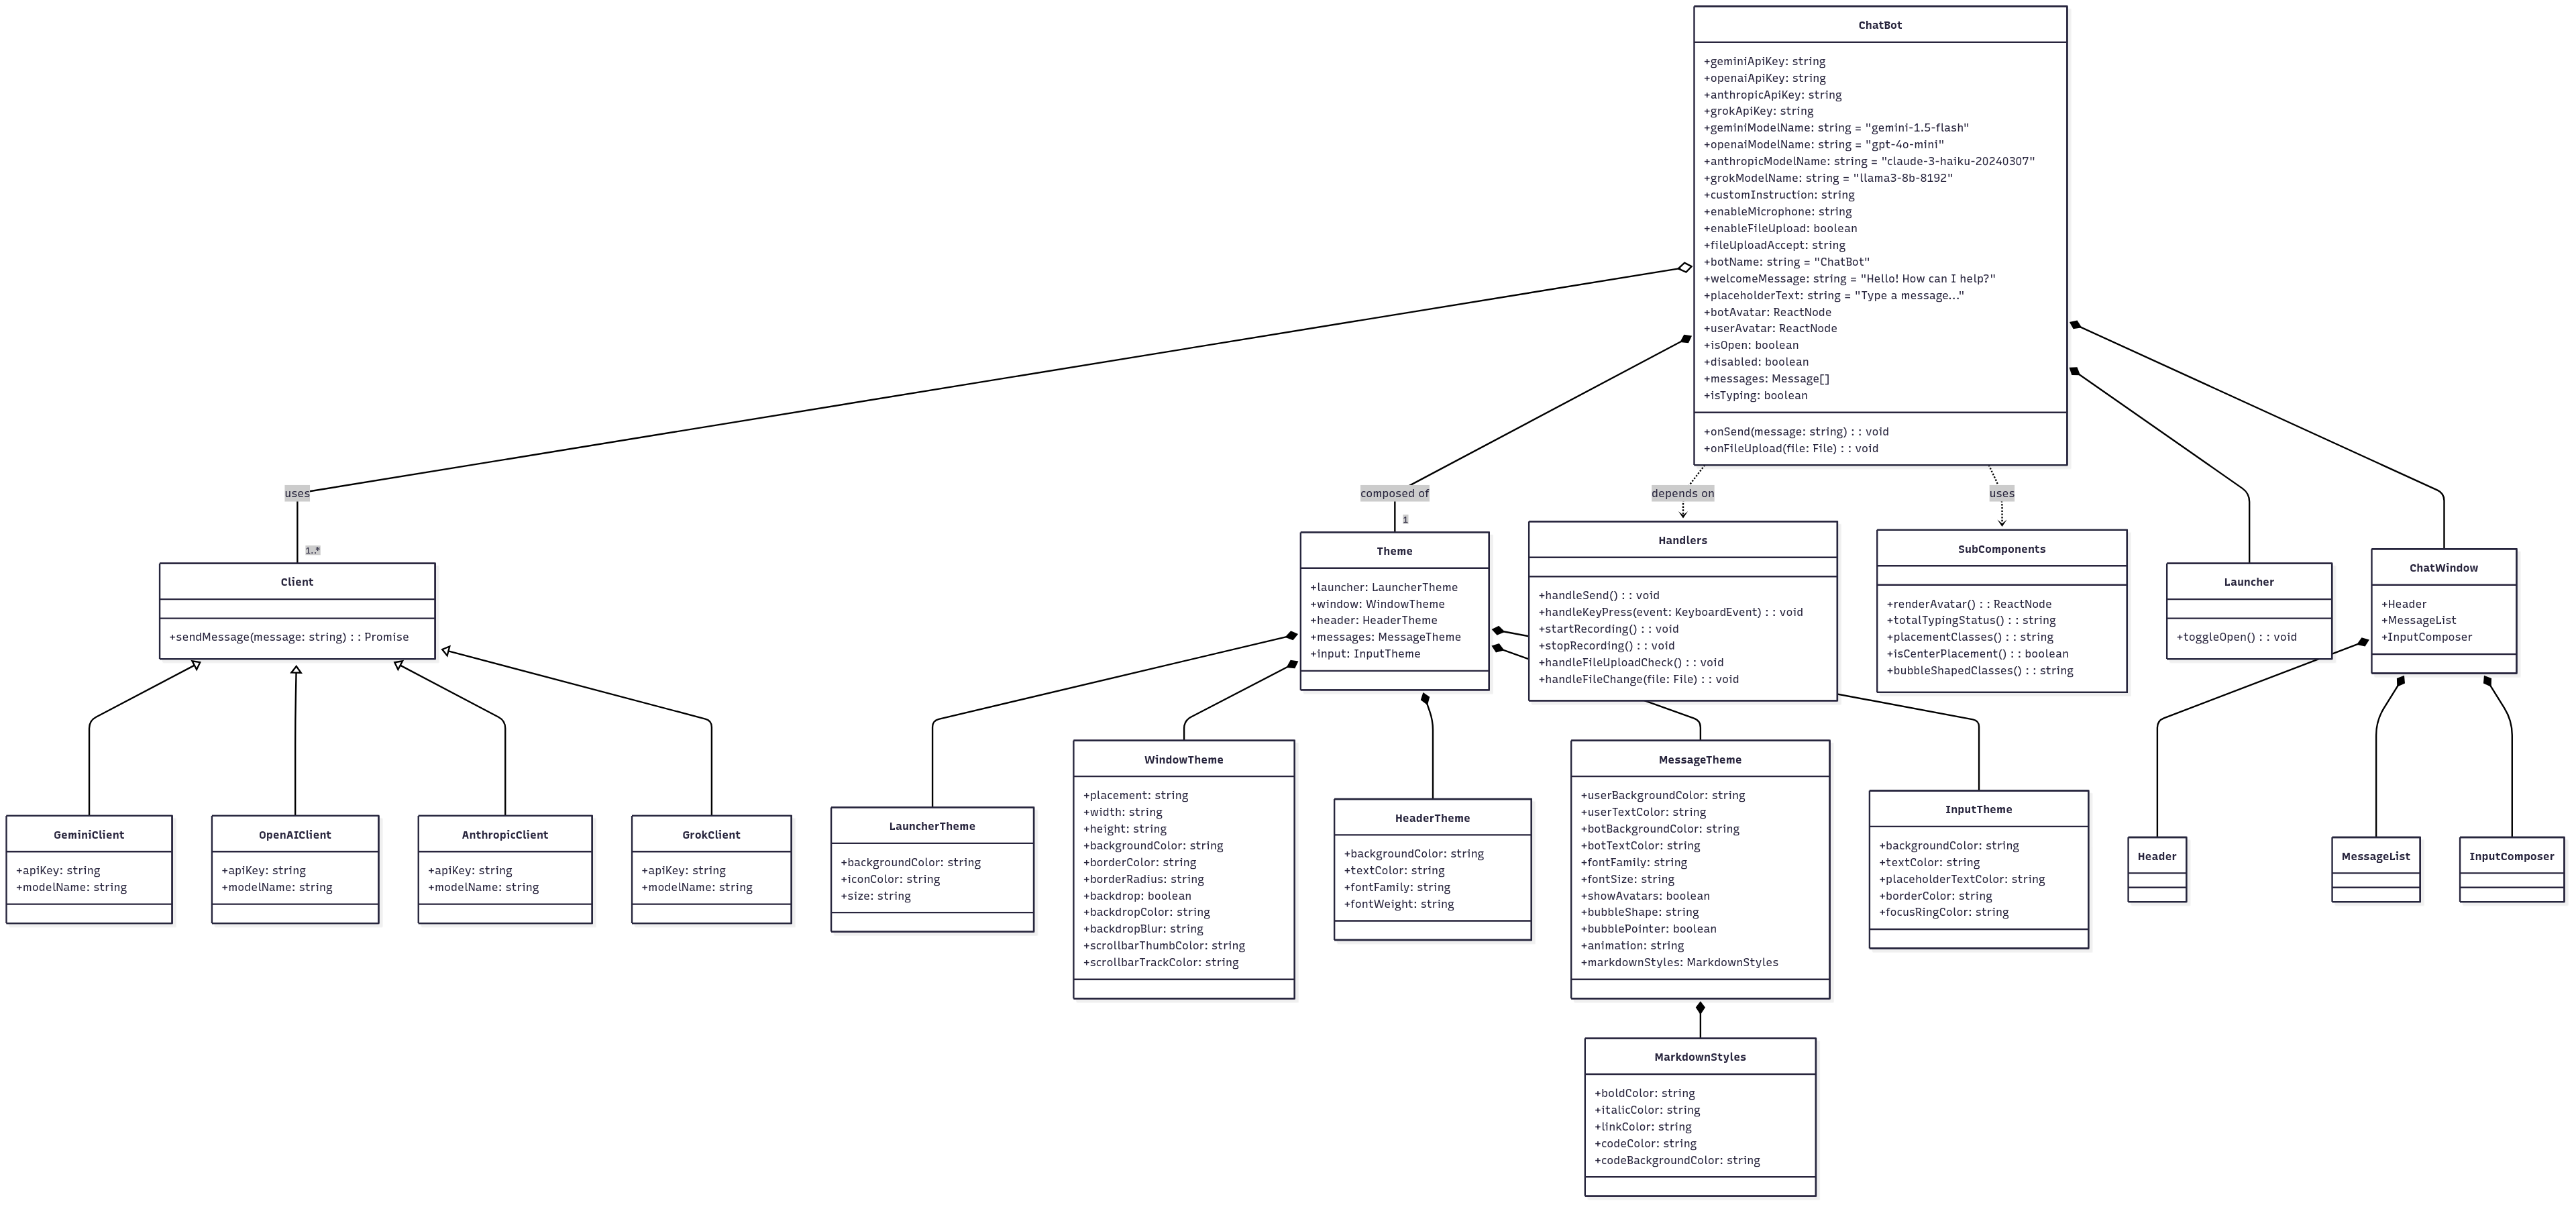 ChatBot
+geminiApiKey: string
+openaiApiKey: string
+anthropicApiKey: string
+grokApiKey: string
+geminiModelName: string = "gemini-1.5-flash"
+openaiModelName: string = "gpt-4o-mini"
+anthropicModelName: string = "claude-3-haiku-20240307"
+grokModelName: string = "llama3-8b-8192"
+customInstruction: string
+enableMicrophone: string
+enableFileUpload: boolean
+fileUploadAccept: string
+botName: string = "ChatBot"
+welcomeMessage: string = "Hello! How can I help?"
+placeholderText: string = "Type a message..."
+botAvatar: ReactNode
+userAvatar: ReactNode
+isOpen: boolean
+disabled: boolean
+messages: Message[]
+isTyping: boolean
+onSend(message: string) : : void
+onFileUpload(file: File) : : void
uses
composed of
depends on
uses
1..*
1
Client
+sendMessage(message: string) : : Promise
Theme
+launcher: LauncherTheme
+window: WindowTheme
+header: HeaderTheme
+messages: MessageTheme
+input: InputTheme
Handlers
+handleSend() : : void
+handleKeyPress(event: KeyboardEvent) : : void
+startRecording() : : void
+stopRecording() : : void
+handleFileUploadCheck() : : void
+handleFileChange(file: File) : : void
SubComponents
+renderAvatar() : : ReactNode
+totalTypingStatus() : : string
+placementClasses() : : string
+isCenterPlacement() : : boolean
+bubbleShapedClasses() : : string
Launcher
+toggleOpen() : : void
ChatWindow
+Header
+MessageList
+InputComposer
GeminiClient
+apiKey: string
+modelName: string
OpenAIClient
+apiKey: string
+modelName: string
AnthropicClient
+apiKey: string
+modelName: string
GrokClient
+apiKey: string
+modelName: string
LauncherTheme
+backgroundColor: string
+iconColor: string
+size: string
WindowTheme
+placement: string
+width: string
+height: string
+backgroundColor: string
+borderColor: string
+borderRadius: string
+backdrop: boolean
+backdropColor: string
+backdropBlur: string
+scrollbarThumbColor: string
+scrollbarTrackColor: string
HeaderTheme
+backgroundColor: string
+textColor: string
+fontFamily: string
+fontWeight: string
MessageTheme
+userBackgroundColor: string
+userTextColor: string
+botBackgroundColor: string
+botTextColor: string
+fontFamily: string
+fontSize: string
+showAvatars: boolean
+bubbleShape: string
+bubblePointer: boolean
+animation: string
+markdownStyles: MarkdownStyles
InputTheme
+backgroundColor: string
+textColor: string
+placeholderTextColor: string
+borderColor: string
+focusRingColor: string
Header
MessageList
InputComposer
MarkdownStyles
+boldColor: string
+italicColor: string
+linkColor: string
+codeColor: string
+codeBackgroundColor: string